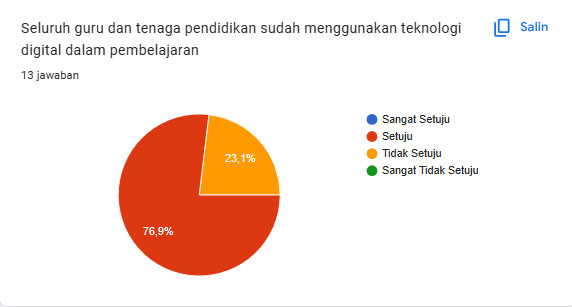 Seluruh guru dan tenaga pendidikan sudah menggunakan teknologi
digital dalam pembelajaran
Salin
13 jawaban
Sangat Setuju
Setuju
Tidak Setuju
Sangat Tidak Setuju
23,1%
76,9%